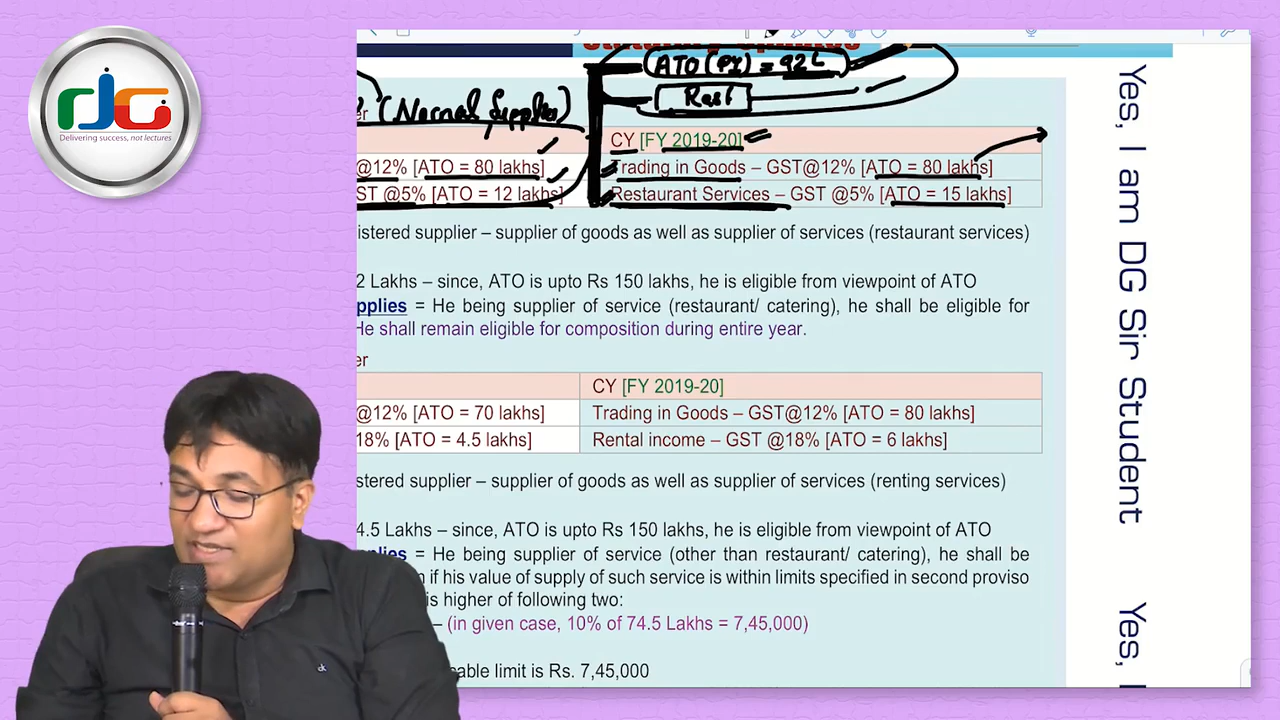 Delivering success, not lectures
ATO (PY) = 92L
er (Normal Supplier)
Rest
CY [FY 2019-20]
@12% [ATO = 80 lakhs]
Trading in Goods – GST@12% [ATO = 80 lakhs]
ST @5% [ATO = 12 lakhs]
Restaurant Services – GST @5% [ATO = 15 lakhs]
istered supplier – supplier of goods as well as supplier of services (restaurant services)
2 Lakhs – since, ATO is upto Rs 150 lakhs, he is eligible from viewpoint of ATO
pplies = He being supplier of service (restaurant/ catering), he shall be eligible for
He shall remain eligible for composition during entire year.
er
CY [FY 2019-20]
@12% [ATO = 70 lakhs]
Trading in Goods – GST@12% [ATO = 80 lakhs]
18% [ATO = 4.5 lakhs]
Rental income – GST @18% [ATO = 6 lakhs]
stered supplier – supplier of goods as well as supplier of services (renting services)
4.5 Lakhs – since, ATO is upto Rs 150 lakhs, he is eligible from viewpoint of ATO
pplies = He being supplier of service (other than restaurant/ catering), he shall be
n if his value of supply of such service is within limits specified in second proviso
is higher of following two:
– (in given case, 10% of 74.5 Lakhs = 7,45,000)
cable limit is Rs. 7,45,000
Yes, I am DG Sir Student
Yes, I